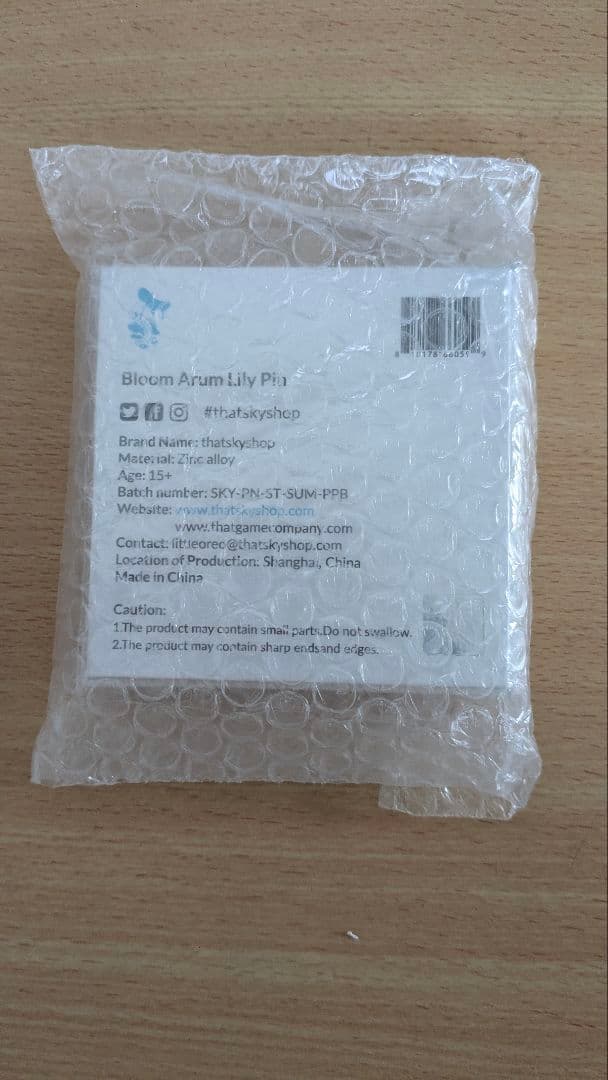 Bloom Arum Lily Pin
#thatskyshop
Brand Name: thatskyshop
Material: Zinc alloy
Age: 15+
Batch number: SKY-PN-ST-SUM-PPB
Website: www.thatskyshop.com
www.thatgamecompany.com
Contact: littleoreo@thatskyshop.com
Location of Production: Shanghai, China
Made in China
Caution:
1.The product may contain small parts.Do not swallow.
2.The product may contain sharp endsand edges.